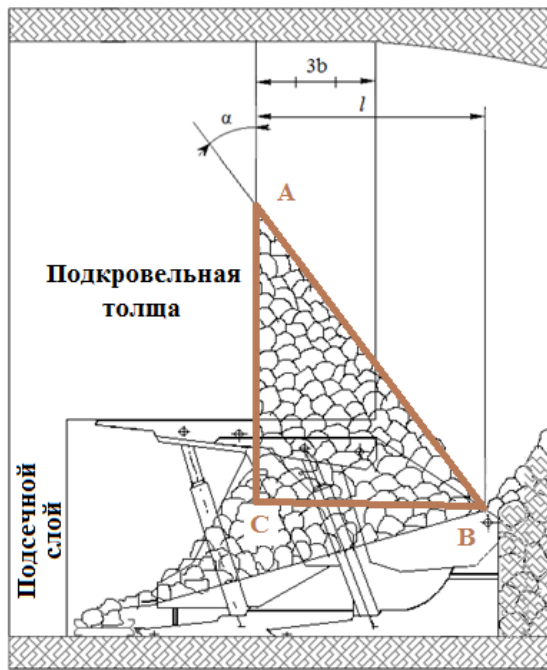 3b
l
α
A
Подкровельная
толща
Подсечной
слой
C
B